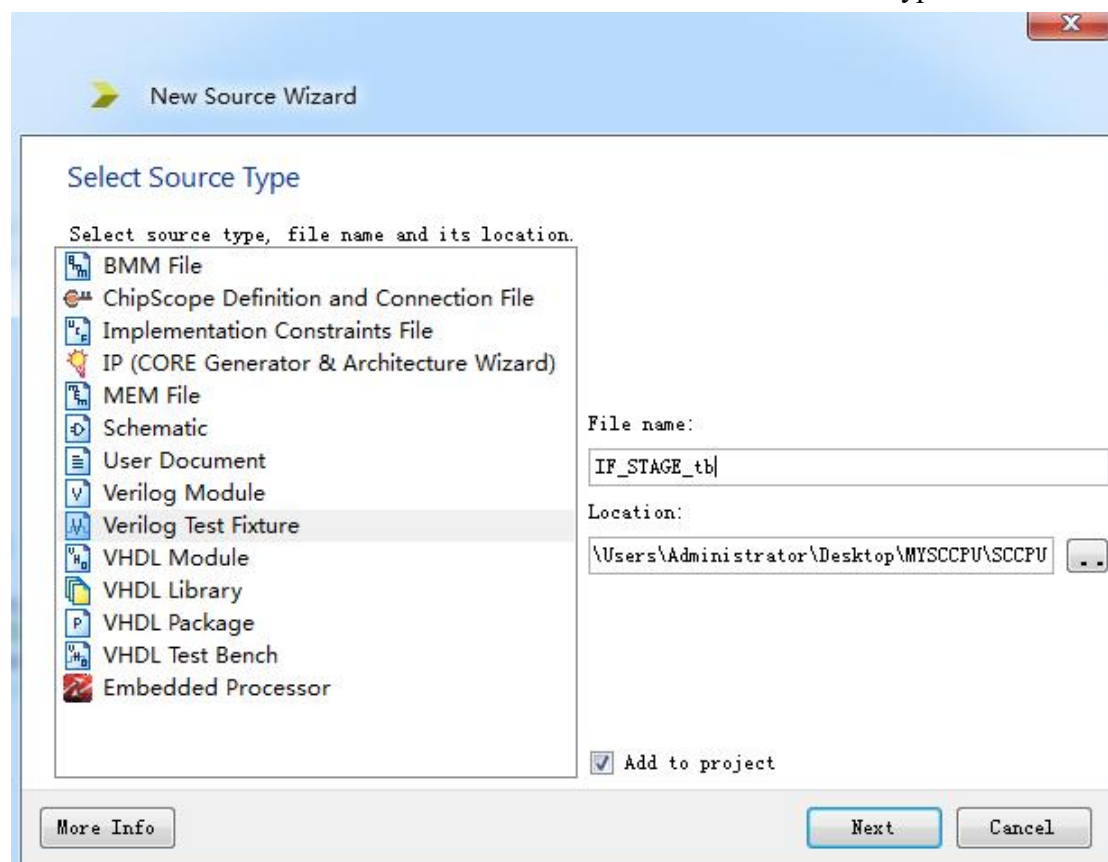 New Source Wizard
Select Source Type
Select source type, file name and its location.
BMM File
ChipScope Definition and Connection File
Implementation Constraints File
IP (CORE Generator & Architecture Wizard)
MEM File
Schematic
User Document
Verilog Module
Verilog Test Fixture
VHDL Module
VHDL Library
VHDL Package
VHDL Test Bench
Embedded Processor
File name:
IF_STAGE_tb
Location:
\Users\Administrator\Desktop\MYSCCPU\SCCPU
..
Add to project
More Info
Next
Cancel